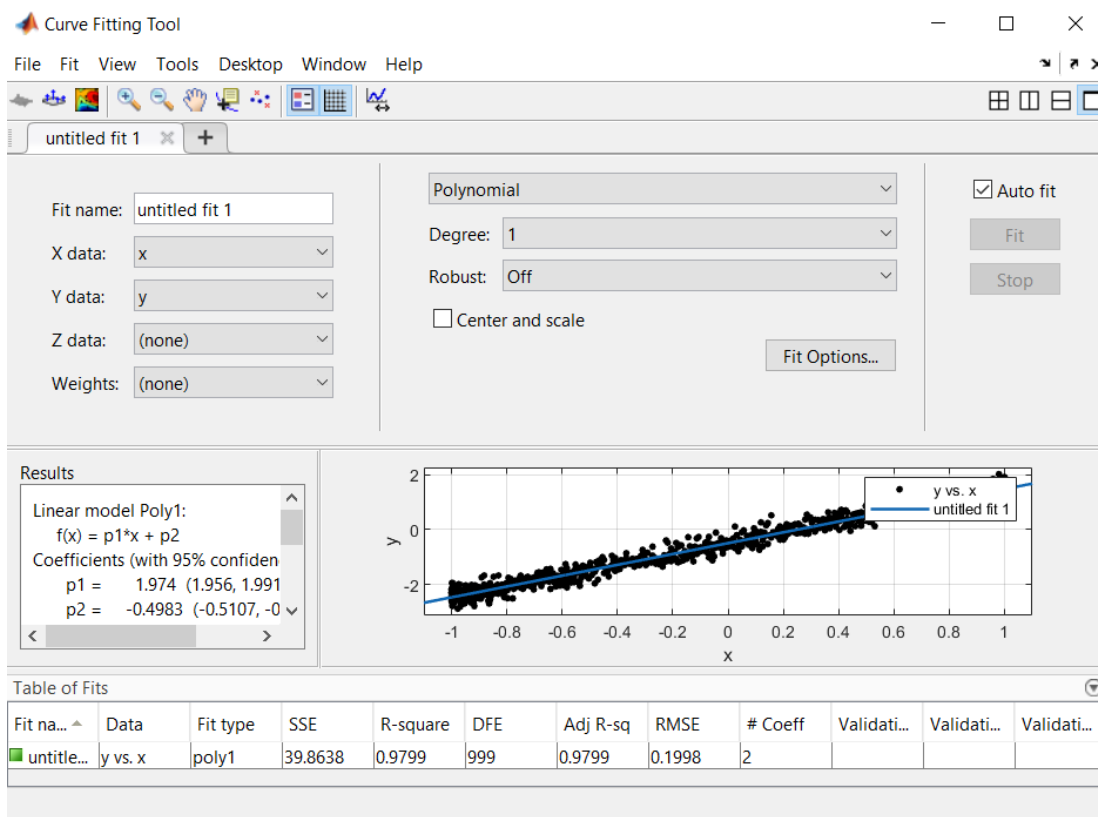 Curve Fitting Tool
File Fit View Tools Desktop Window Help
untitled fit 1
Fit name: untitled fit 1
X data: x
Y data: y
Z data: (none)
Weights: (none)
Polynomial
Degree: 1
Robust: Off
Center and scale
Fit Options...
Auto fit
Fit
Stop
Results
Linear model Poly1:
f(x) = p1*x + p2
Coefficients (with 95% confiden
p1 = 1.974 (1.956, 1.991
p2 = -0.4983 (-0.5107, -0
2
0
-2
y
y vs. x
untitled fit 1
-1 -0.8 -0.6 -0.4 -0.2 0 0.2 0.4 0.6 0.8 1
x
Table of Fits
Fit na... Data Fit type SSE R-square DFE Adj R-sq RMSE # Coeff Validati... Validati... Validati...
untitle... y vs. x poly1 39.8638 0.9799 999 0.9799 0.1998 2